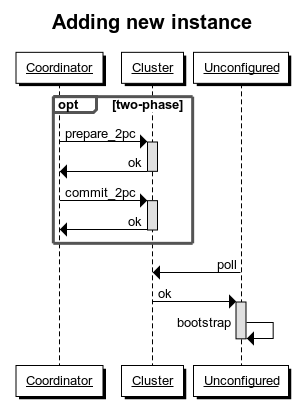 Adding new instance
Coordinator Cluster Unconfigured
opt [two-phase]
prepare_2pc
ok
commit_2pc
ok
poll
ok
bootstrap
Coordinator Cluster Unconfigured